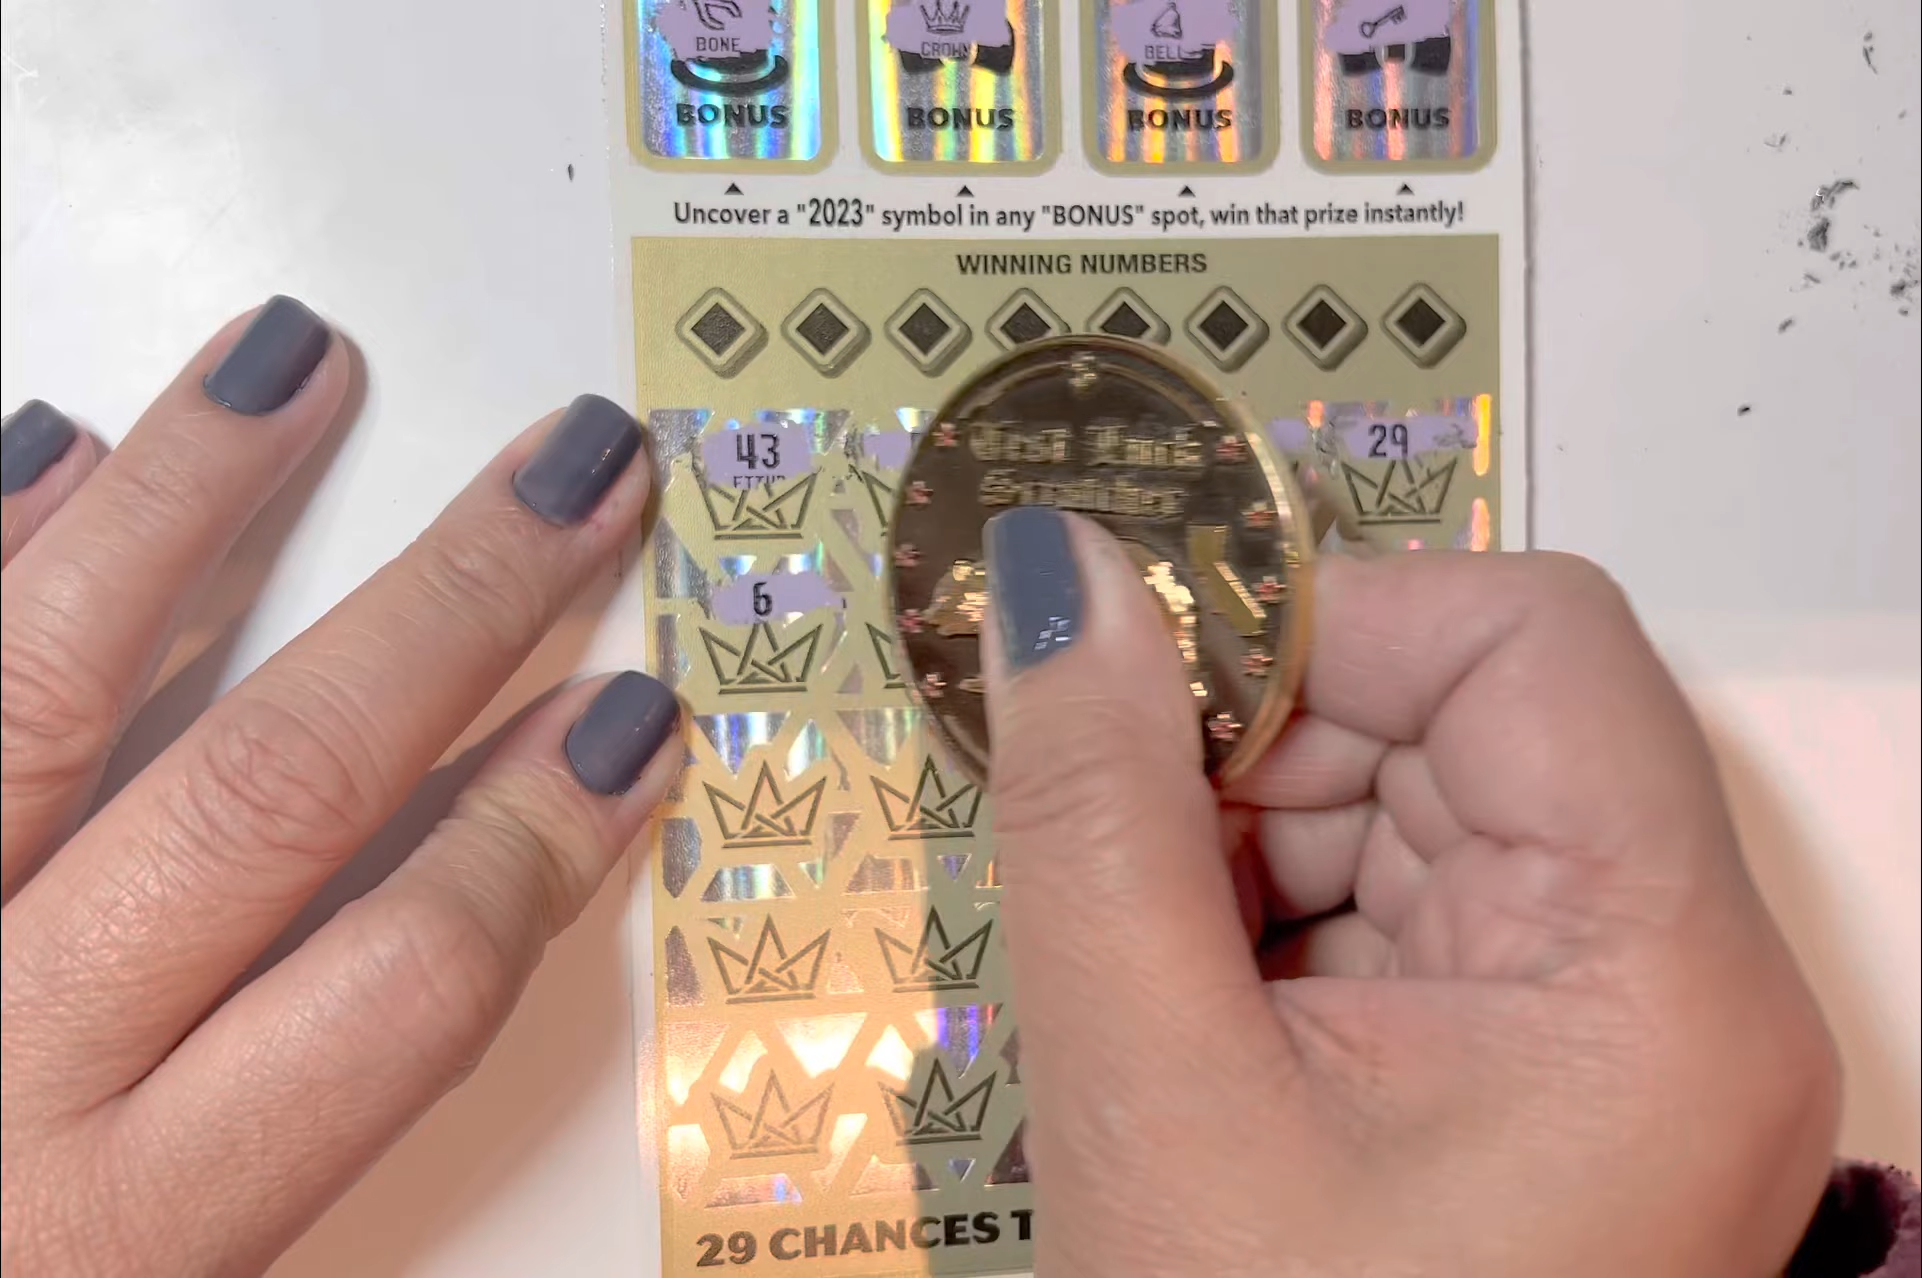 BONE CROWN BELL
BONUS BONUS BONUS BONUS
Uncover a "2023" symbol in any "BONUS" spot, win that prize instantly!
WINNING NUMBERS
43 29
6
29 CHANCES T